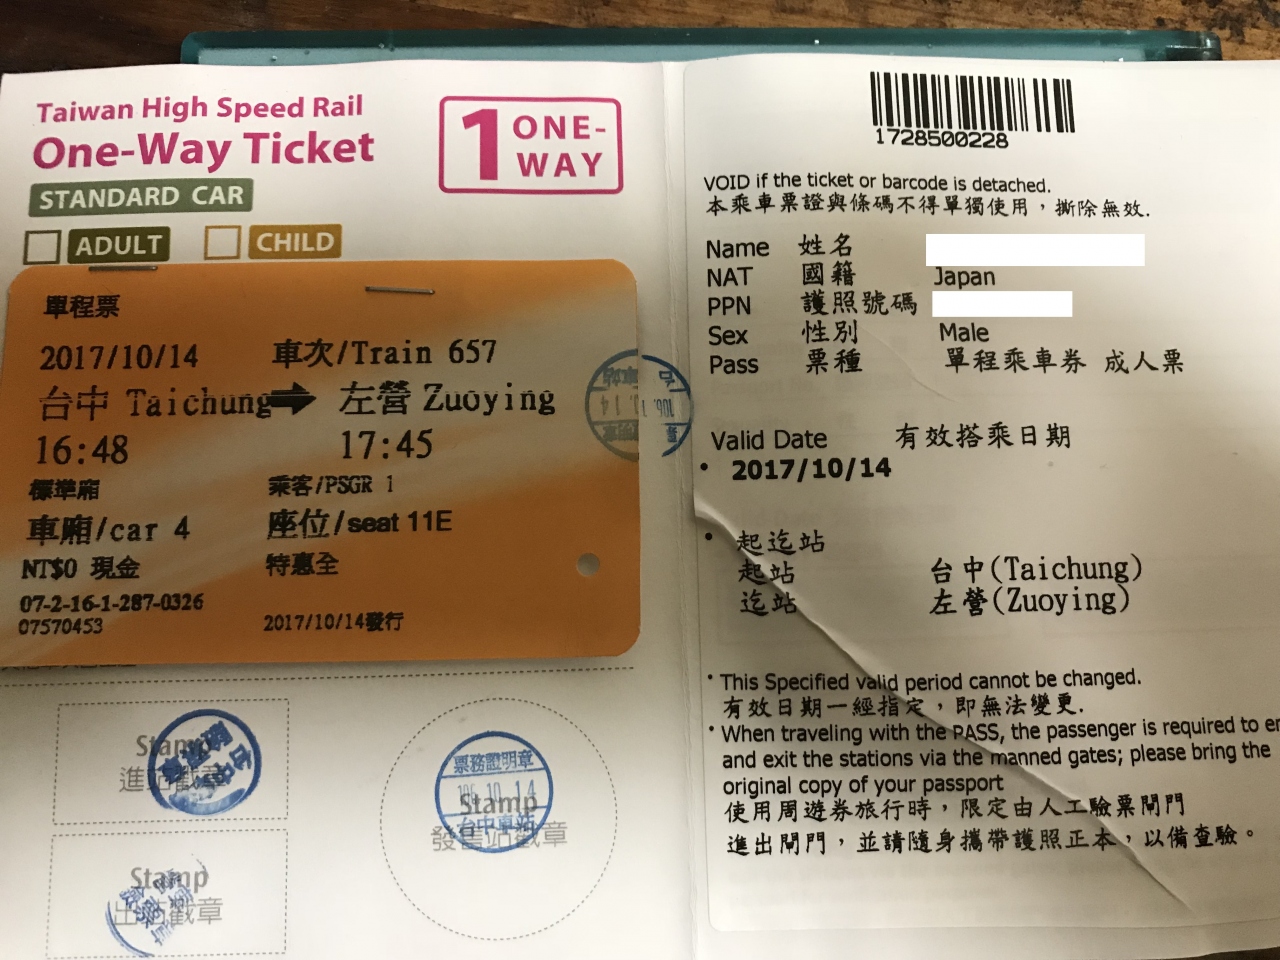 Taiwan High Speed Rail
One-Way Ticket
STANDARD CAR
ADULT
CHILD
1 ONE-
WAY
單程票
2017/10/14 車次/Train 657
台中 Taichung 左營 Zuoying
16:48 17:45
標準廂 乘客/PSGR 1
車廂/car 4 座位/seat 11E
NT$0 現金 特惠全
07-2-16-1-287-0326
07570453 2017/10/14發行
Stamp
進站戳章
Stamp
出站戳章
票務證明章
106.10.14
Stamp
發售站戳章
1728500228
VOID if the ticket or barcode is detached.
本乘車票證與條碼不得單獨使用，撕除無效.
Name 姓名
NAT 國籍 Japan
PPN 護照號碼
Sex 性別 Male
Pass 票種 單程乘車券 成人票
Valid Date 有效搭乘日期
• 2017/10/14
• 起迄站
起站 台中(Taichung)
迄站 左營(Zuoying)
• This Specified valid period cannot be changed.
有效日期一經指定，即無法變更.
• When traveling with the PASS, the passenger is required to
and exit the stations via the manned gates; please bring the
original copy of your passport
使用周遊券旅行時，限定由人工驗票閘門
進出閘門，並請隨身攜帶護照正本，以備查驗。